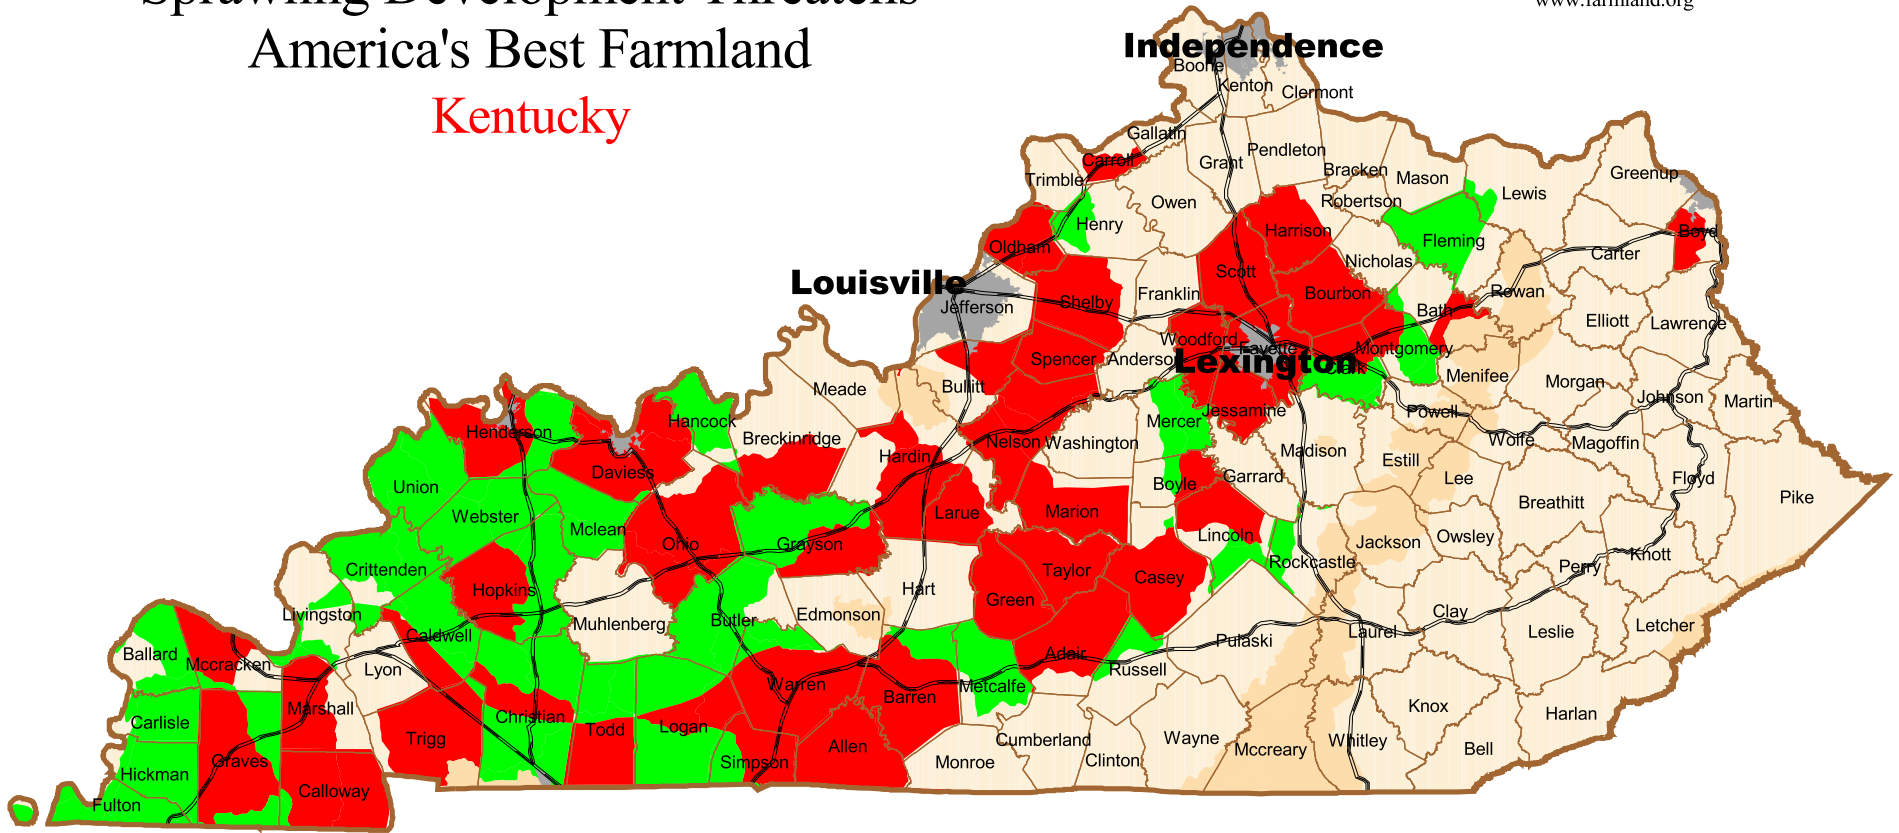 Sprawling Development Threatens
America's Best Farmland
Kentucky
www.farmland.org
Independence
Boone
Kenton
Clermont
Gallatin
Carroll
Trimble
Grant
Pendleton
Bracken
Mason
Lewis
Greenup
Robertson
Owen
Henry
Oldham
Harrison
Fleming
Boyd
Carter
Nicholas
Scott
Louisville
Jefferson
Shelby
Franklin
Bourbon
Bath
Rowan
Elliott
Lawrence
Woodford
Fayette
Lexington
Montgomery
Clark
Spencer
Anderson
Bullitt
Meade
Menifee
Morgan
Johnson
Martin
Hancock
Breckinridge
Henderson
Daviess
Hardin
Nelson
Washington
Mercer
Jessamine
Madison
Powell
Wolfe
Magoffin
Floyd
Pike
Estill
Lee
Breathitt
Garrard
Boyle
Union
Webster
Mclean
Ohio
Grayson
Larue
Marion
Lincoln
Rockcastle
Jackson
Owsley
Knott
Perry
Crittenden
Hopkins
Livingston
Caldwell
Muhlenberg
Butler
Edmonson
Hart
Green
Taylor
Casey
Pulaski
Laurel
Clay
Leslie
Letcher
Ballard
Mccracken
Lyon
Warren
Barren
Metcalfe
Adair
Russell
Carlisle
Marshall
Trigg
Christian
Todd
Logan
Simpson
Allen
Monroe
Cumberland
Clinton
Wayne
Mccreary
Whitley
Knox
Bell
Harlan
Hickman
Graves
Calloway
Fulton